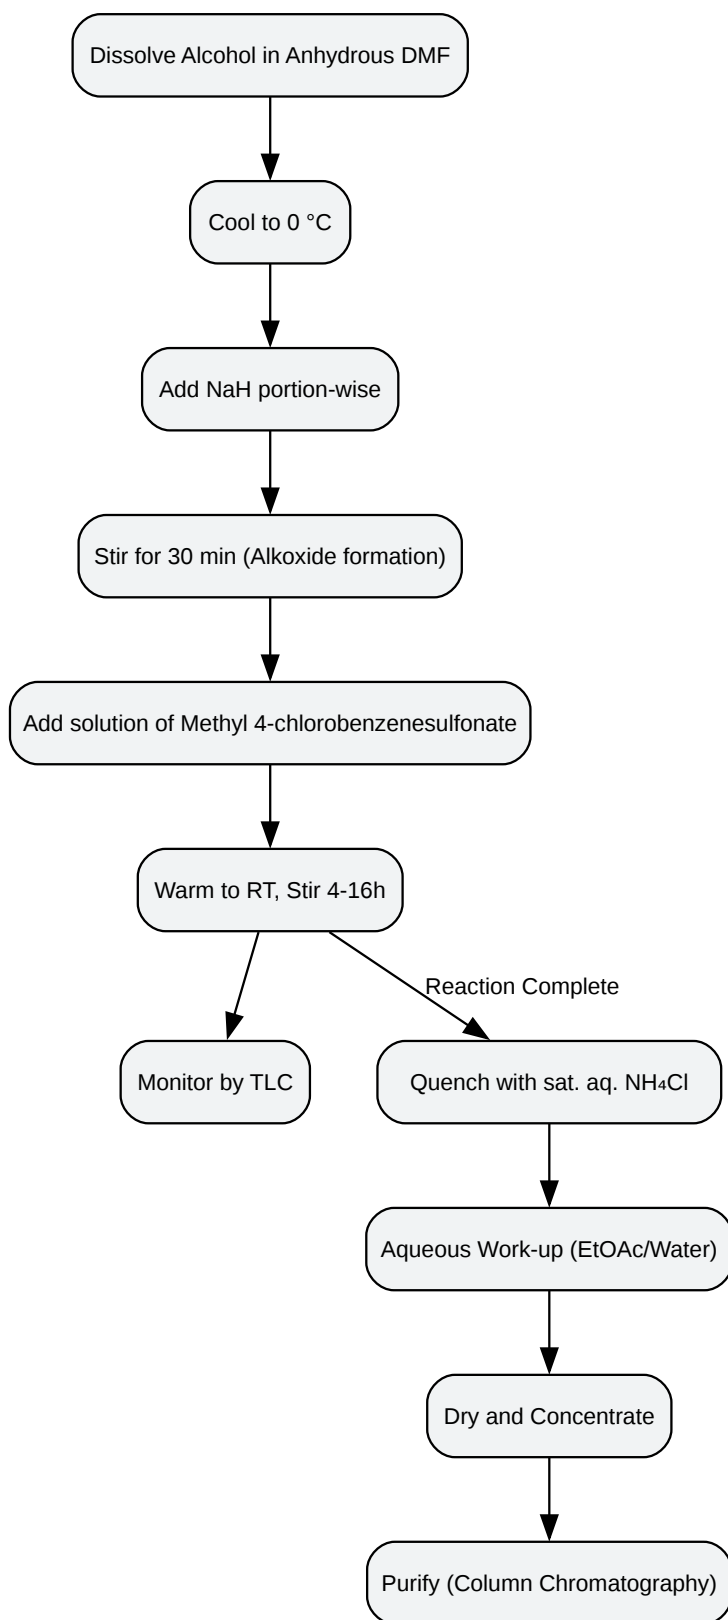 Dissolve Alcohol in Anhydrous DMF
Cool to 0 °C
Add NaH portion-wise
Stir for 30 min (Alkoxide formation)
Add solution of Methyl 4-chlorobenzenesulfonate
Warm to RT, Stir 4-16h
Reaction Complete
Monitor by TLC
Quench with sat. aq. NH₄Cl
Aqueous Work-up (EtOAc/Water)
Dry and Concentrate
Purify (Column Chromatography)